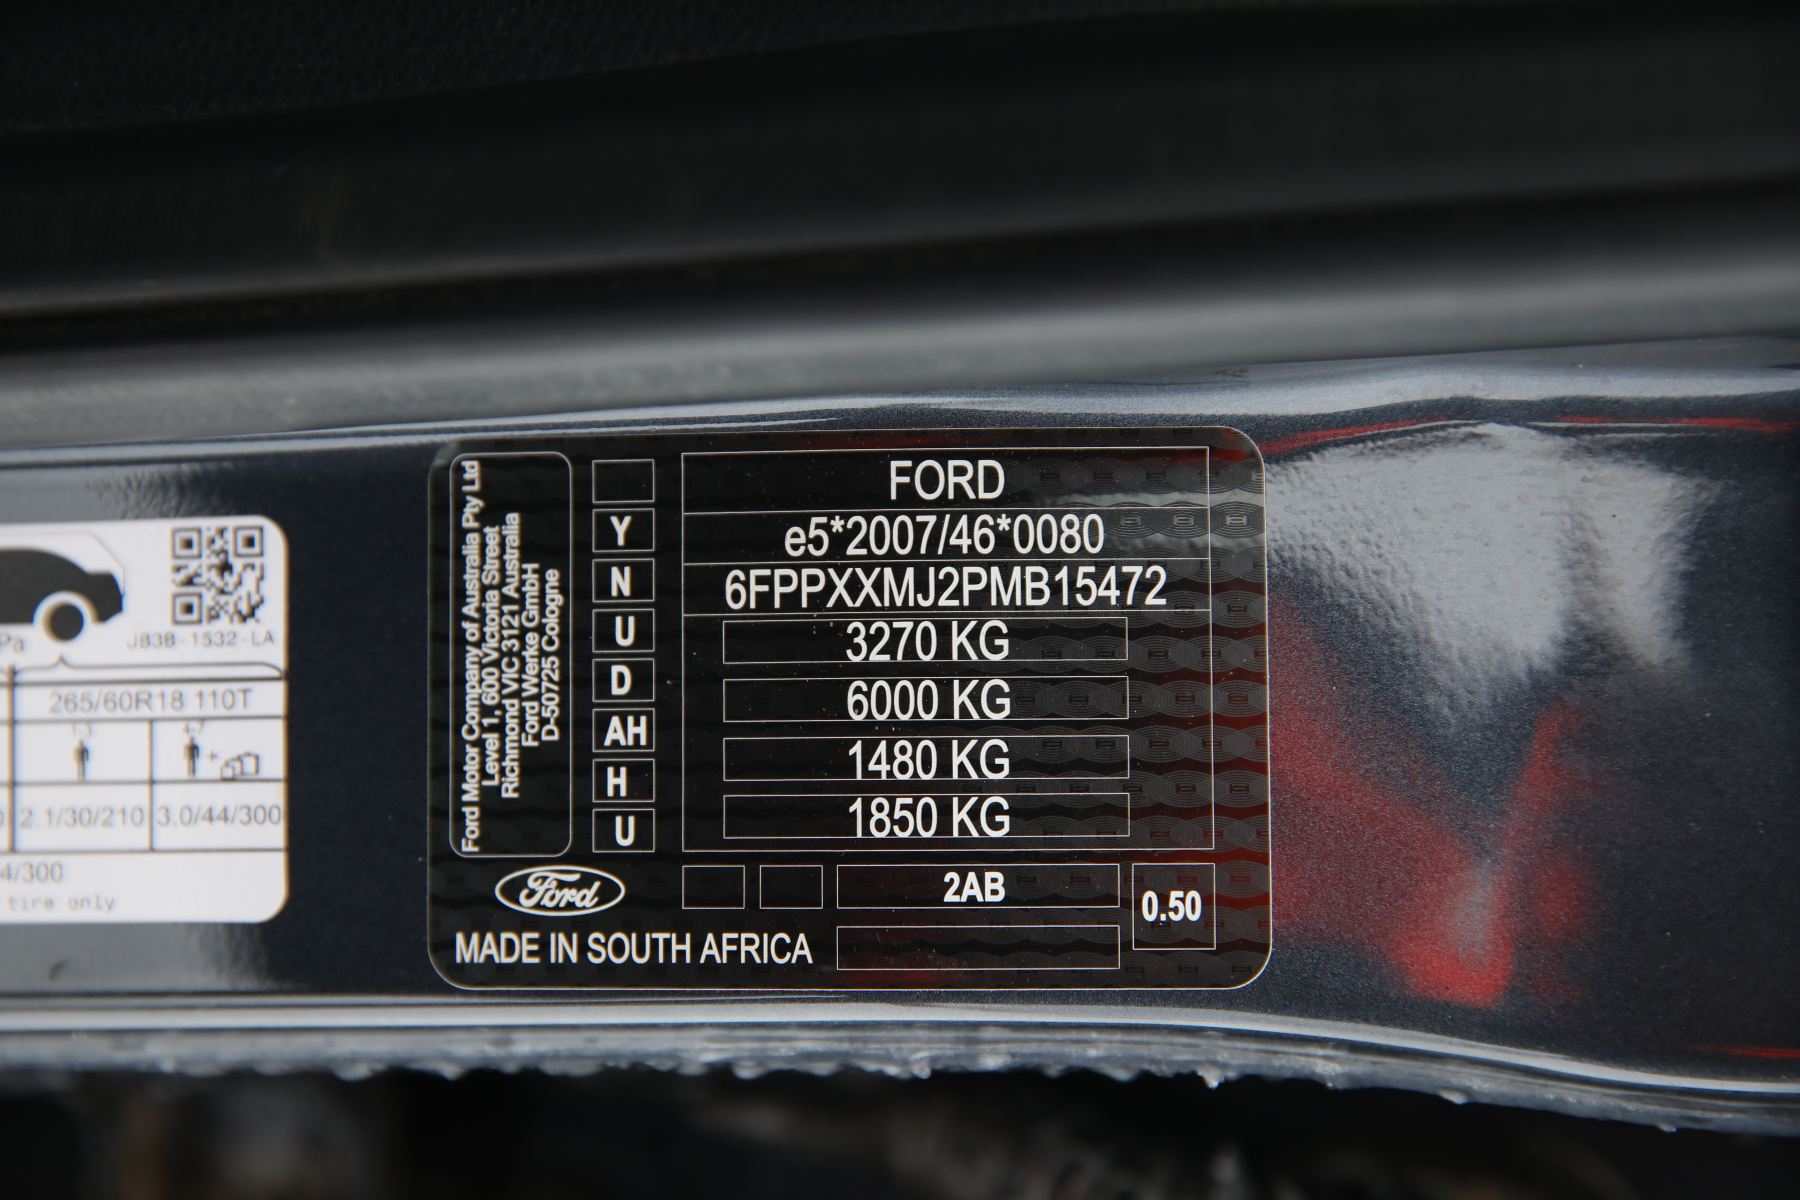 J83B-1532-LA
265/60R18 110T
2.1/30/210
3.0/44/300
4/300
tire only
Ford Motor Company of Australia Pty Ltd
Level 1, 600 Victoria Street
Richmond VIC 3121 Australia
Ford Werke GmbH
D-50725 Cologne
FORD
Y e5*2007/46*0080
N 6FPPXXMJ2PMB15472
U 3270 KG
D 6000 KG
AH 1480 KG
H 1850 KG
U
Ford
2AB
0.50
MADE IN SOUTH AFRICA